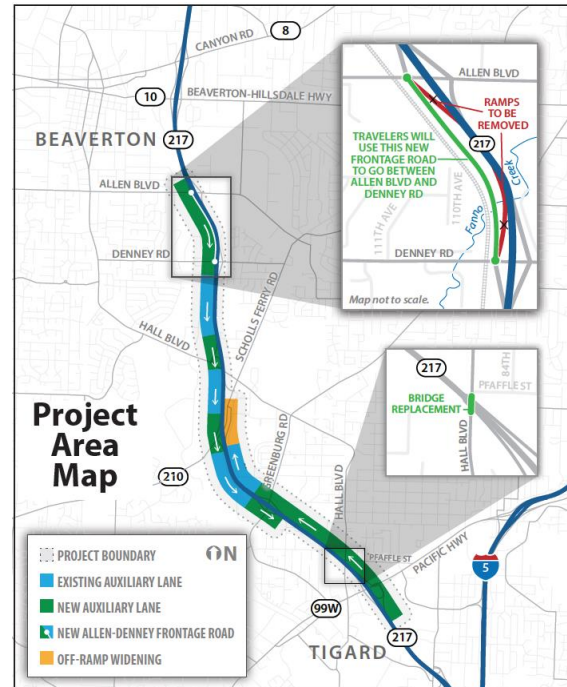 CANYON RD
8
10
BEAVERTON-HILLSDALE HWY
BEAVERTON
217
ALLEN BLVD
DENNEY RD
SCHOLLS FERRY RD
HALL BLVD
Project
Area
Map
GREENBURG RD
210
HALL BLVD
PFAFFLE ST
PACIFIC HWY
99W
217
TIGARD
5
ALLEN BLVD
RAMPS
TO BE
REMOVED
217
TRAVELERS WILL
USE THIS NEW
FRONTAGE ROAD
TO GO BETWEEN
ALLEN BLVD AND
DENNEY RD
111TH AVE
110TH AVE
Fanno
Creek
DENNEY RD
Map not to scale.
217
84TH
PFAFFLE ST
BRIDGE
REPLACEMENT
HALL BLVD
PROJECT BOUNDARY
N
EXISTING AUXILIARY LANE
NEW AUXILIARY LANE
NEW ALLEN-DENNEY FRONTAGE ROAD
OFF-RAMP WIDENING